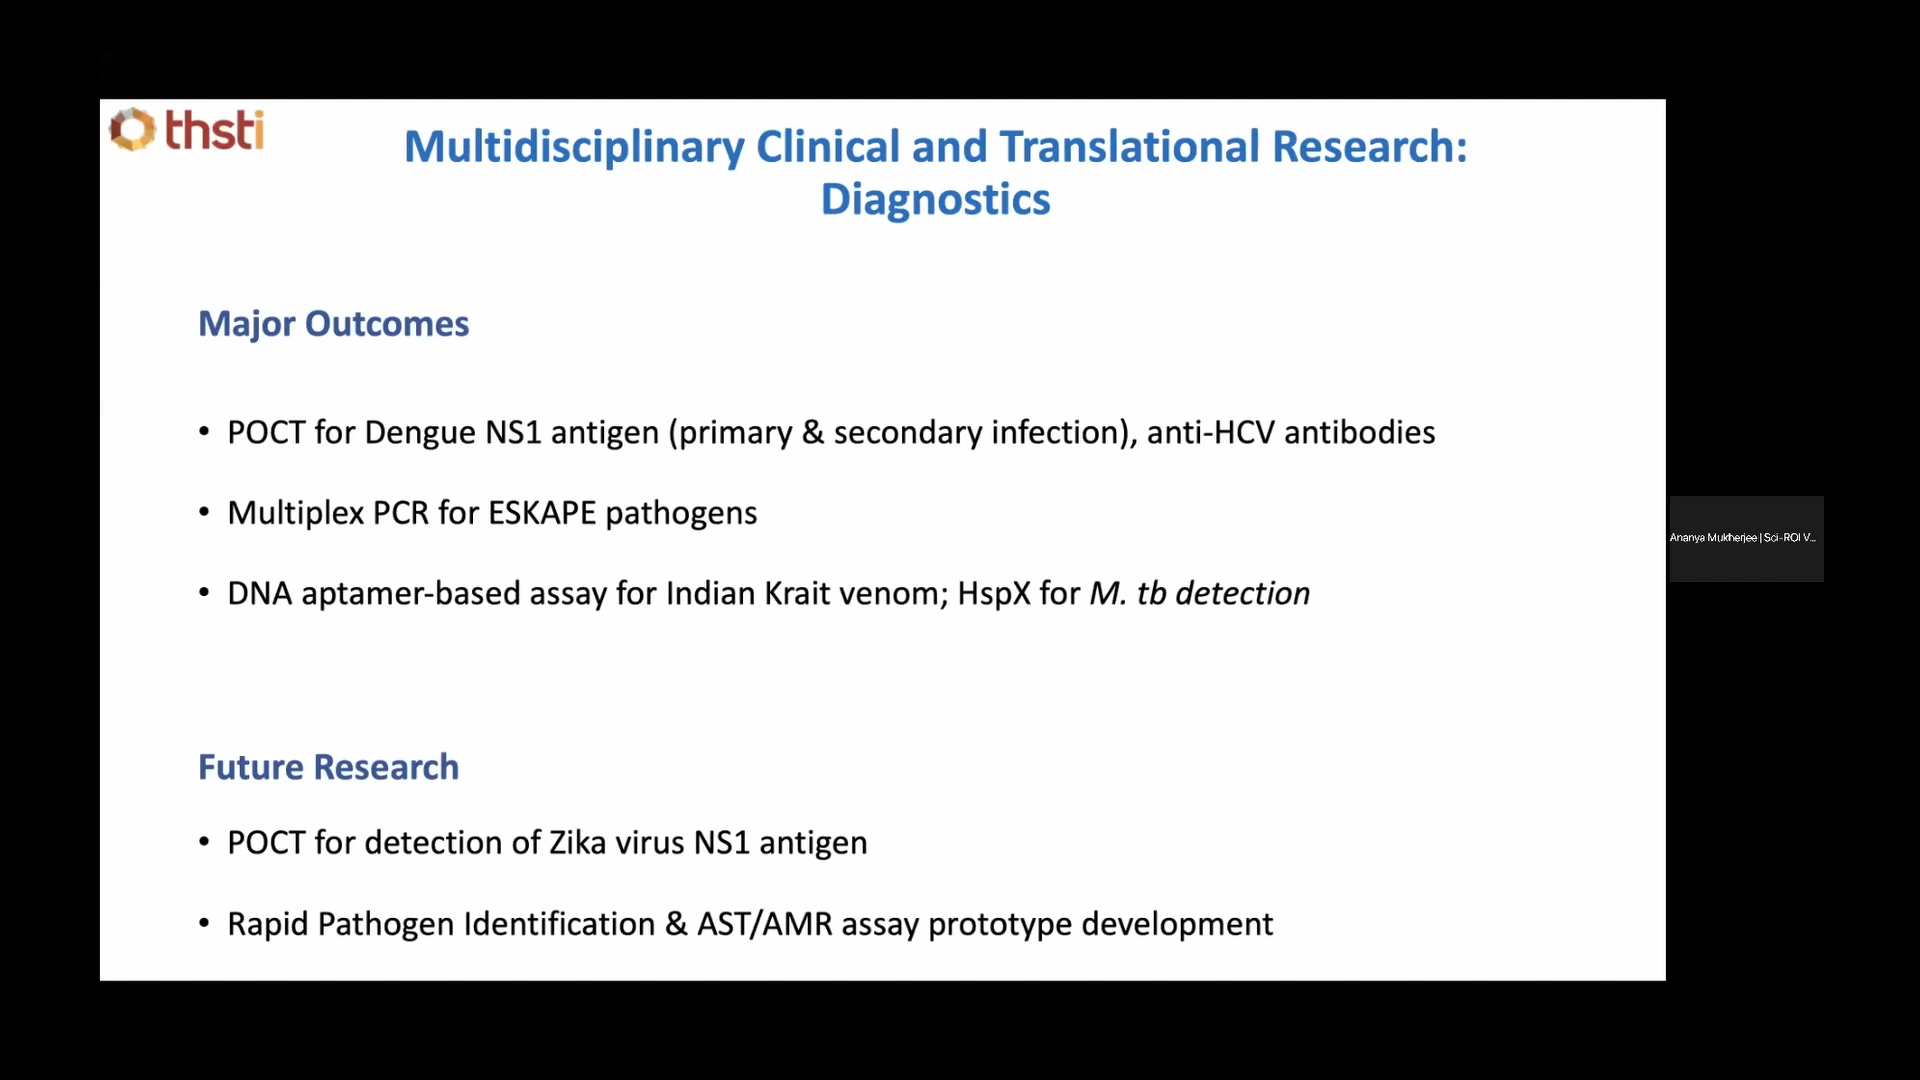 thsti
Multidisciplinary Clinical and Translational Research:
Diagnostics
Major Outcomes
• POCT for Dengue NS1 antigen (primary & secondary infection), anti-HCV antibodies
• Multiplex PCR for ESKAPE pathogens
• DNA aptamer-based assay for Indian Krait venom; HspX for M. tb detection
Future Research
• POCT for detection of Zika virus NS1 antigen
• Rapid Pathogen Identification & AST/AMR assay prototype development
Ananya Mukherjee | Sci-ROI V...